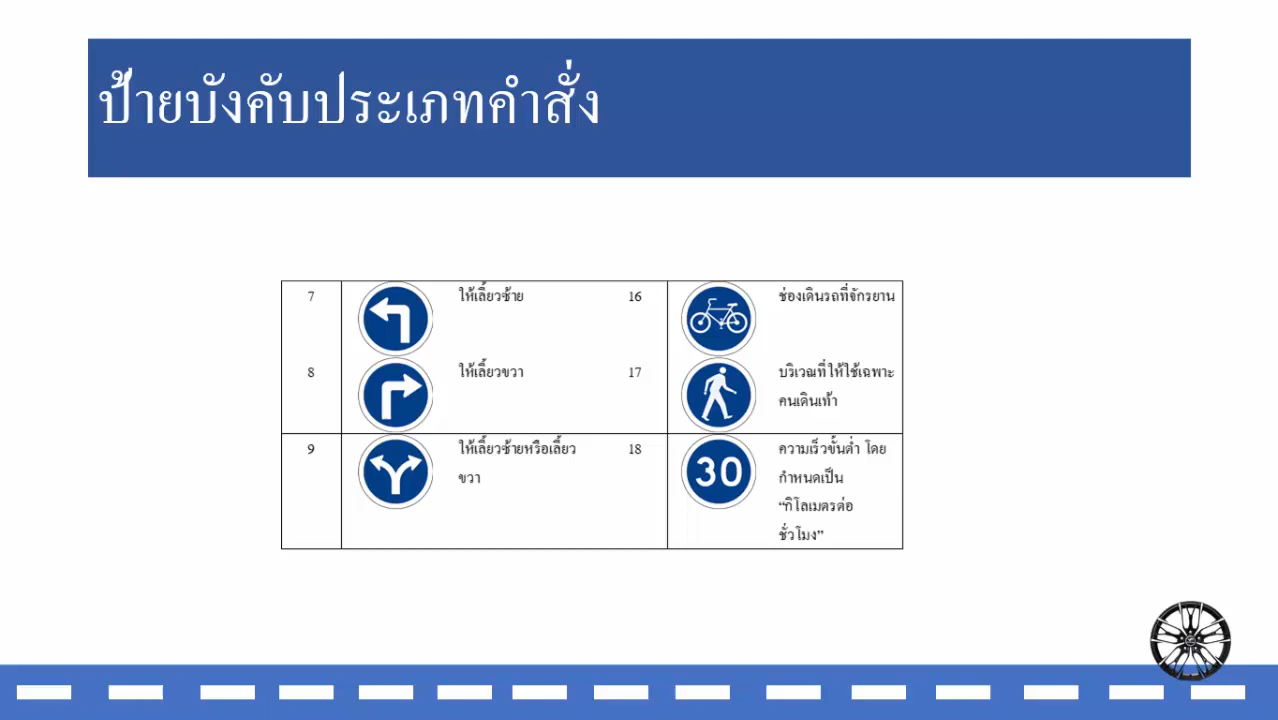 ป้ายบังคับประเภทคำสั่ง
7 ให้เลี้ยวซ้าย 16 ช่องเดินรถที่จักรยาน
8 ให้เลี้ยวขวา 17 บริเวณที่ให้ใช้เฉพาะ
คนเดินเท้า
9 ให้เลี้ยวซ้ายหรือเลี้ยว 18 30 ความเร็วขั้นต่ำ โดย
ขวา กำหนดเป็น
“กิโลเมตรต่อ
ชั่วโมง”